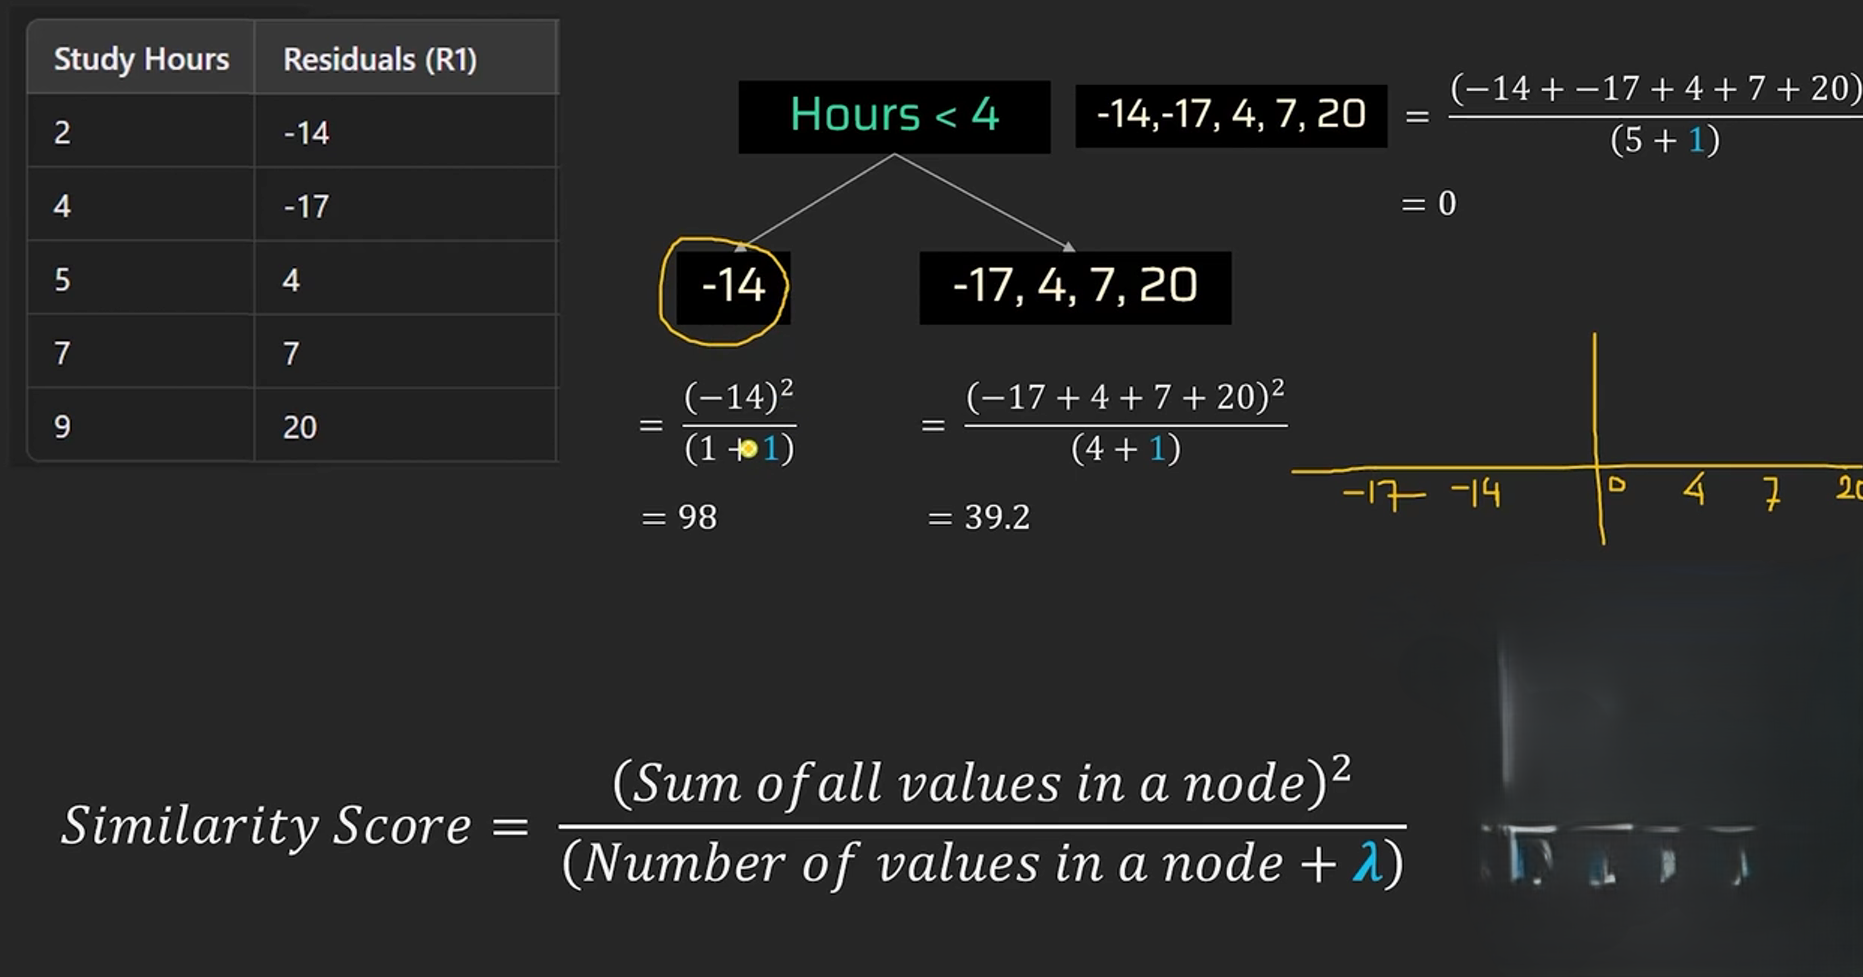 Study Hours Residuals (R1)
2 -14
4 -17
5 4
7 7
9 20
Hours < 4
-14,-17, 4, 7, 20
= (−14 + −17 + 4 + 7 + 20)
(5 + 1)
= 0
-14
-17, 4, 7, 20
= (−14)²
(1 + 1)
= 98
= (−17 + 4 + 7 + 20)²
(4 + 1)
= 39.2
-17 -14 0 4 7 20
Similarity Score = (Sum of all values in a node)²
(Number of values in a node + λ)